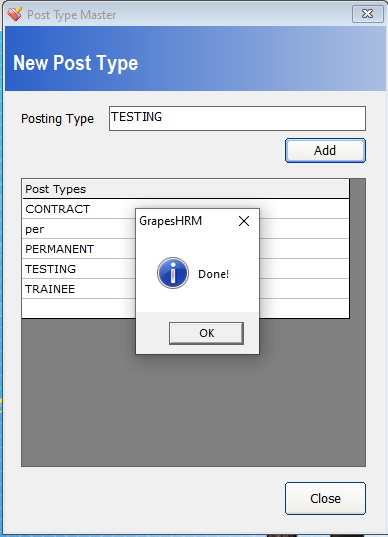 Post Type Master
New Post Type
Posting Type TESTING
Add
Post Types
CONTRACT
per
PERMANENT
TESTING
TRAINEE
GrapesHRM
Done!
OK
Close